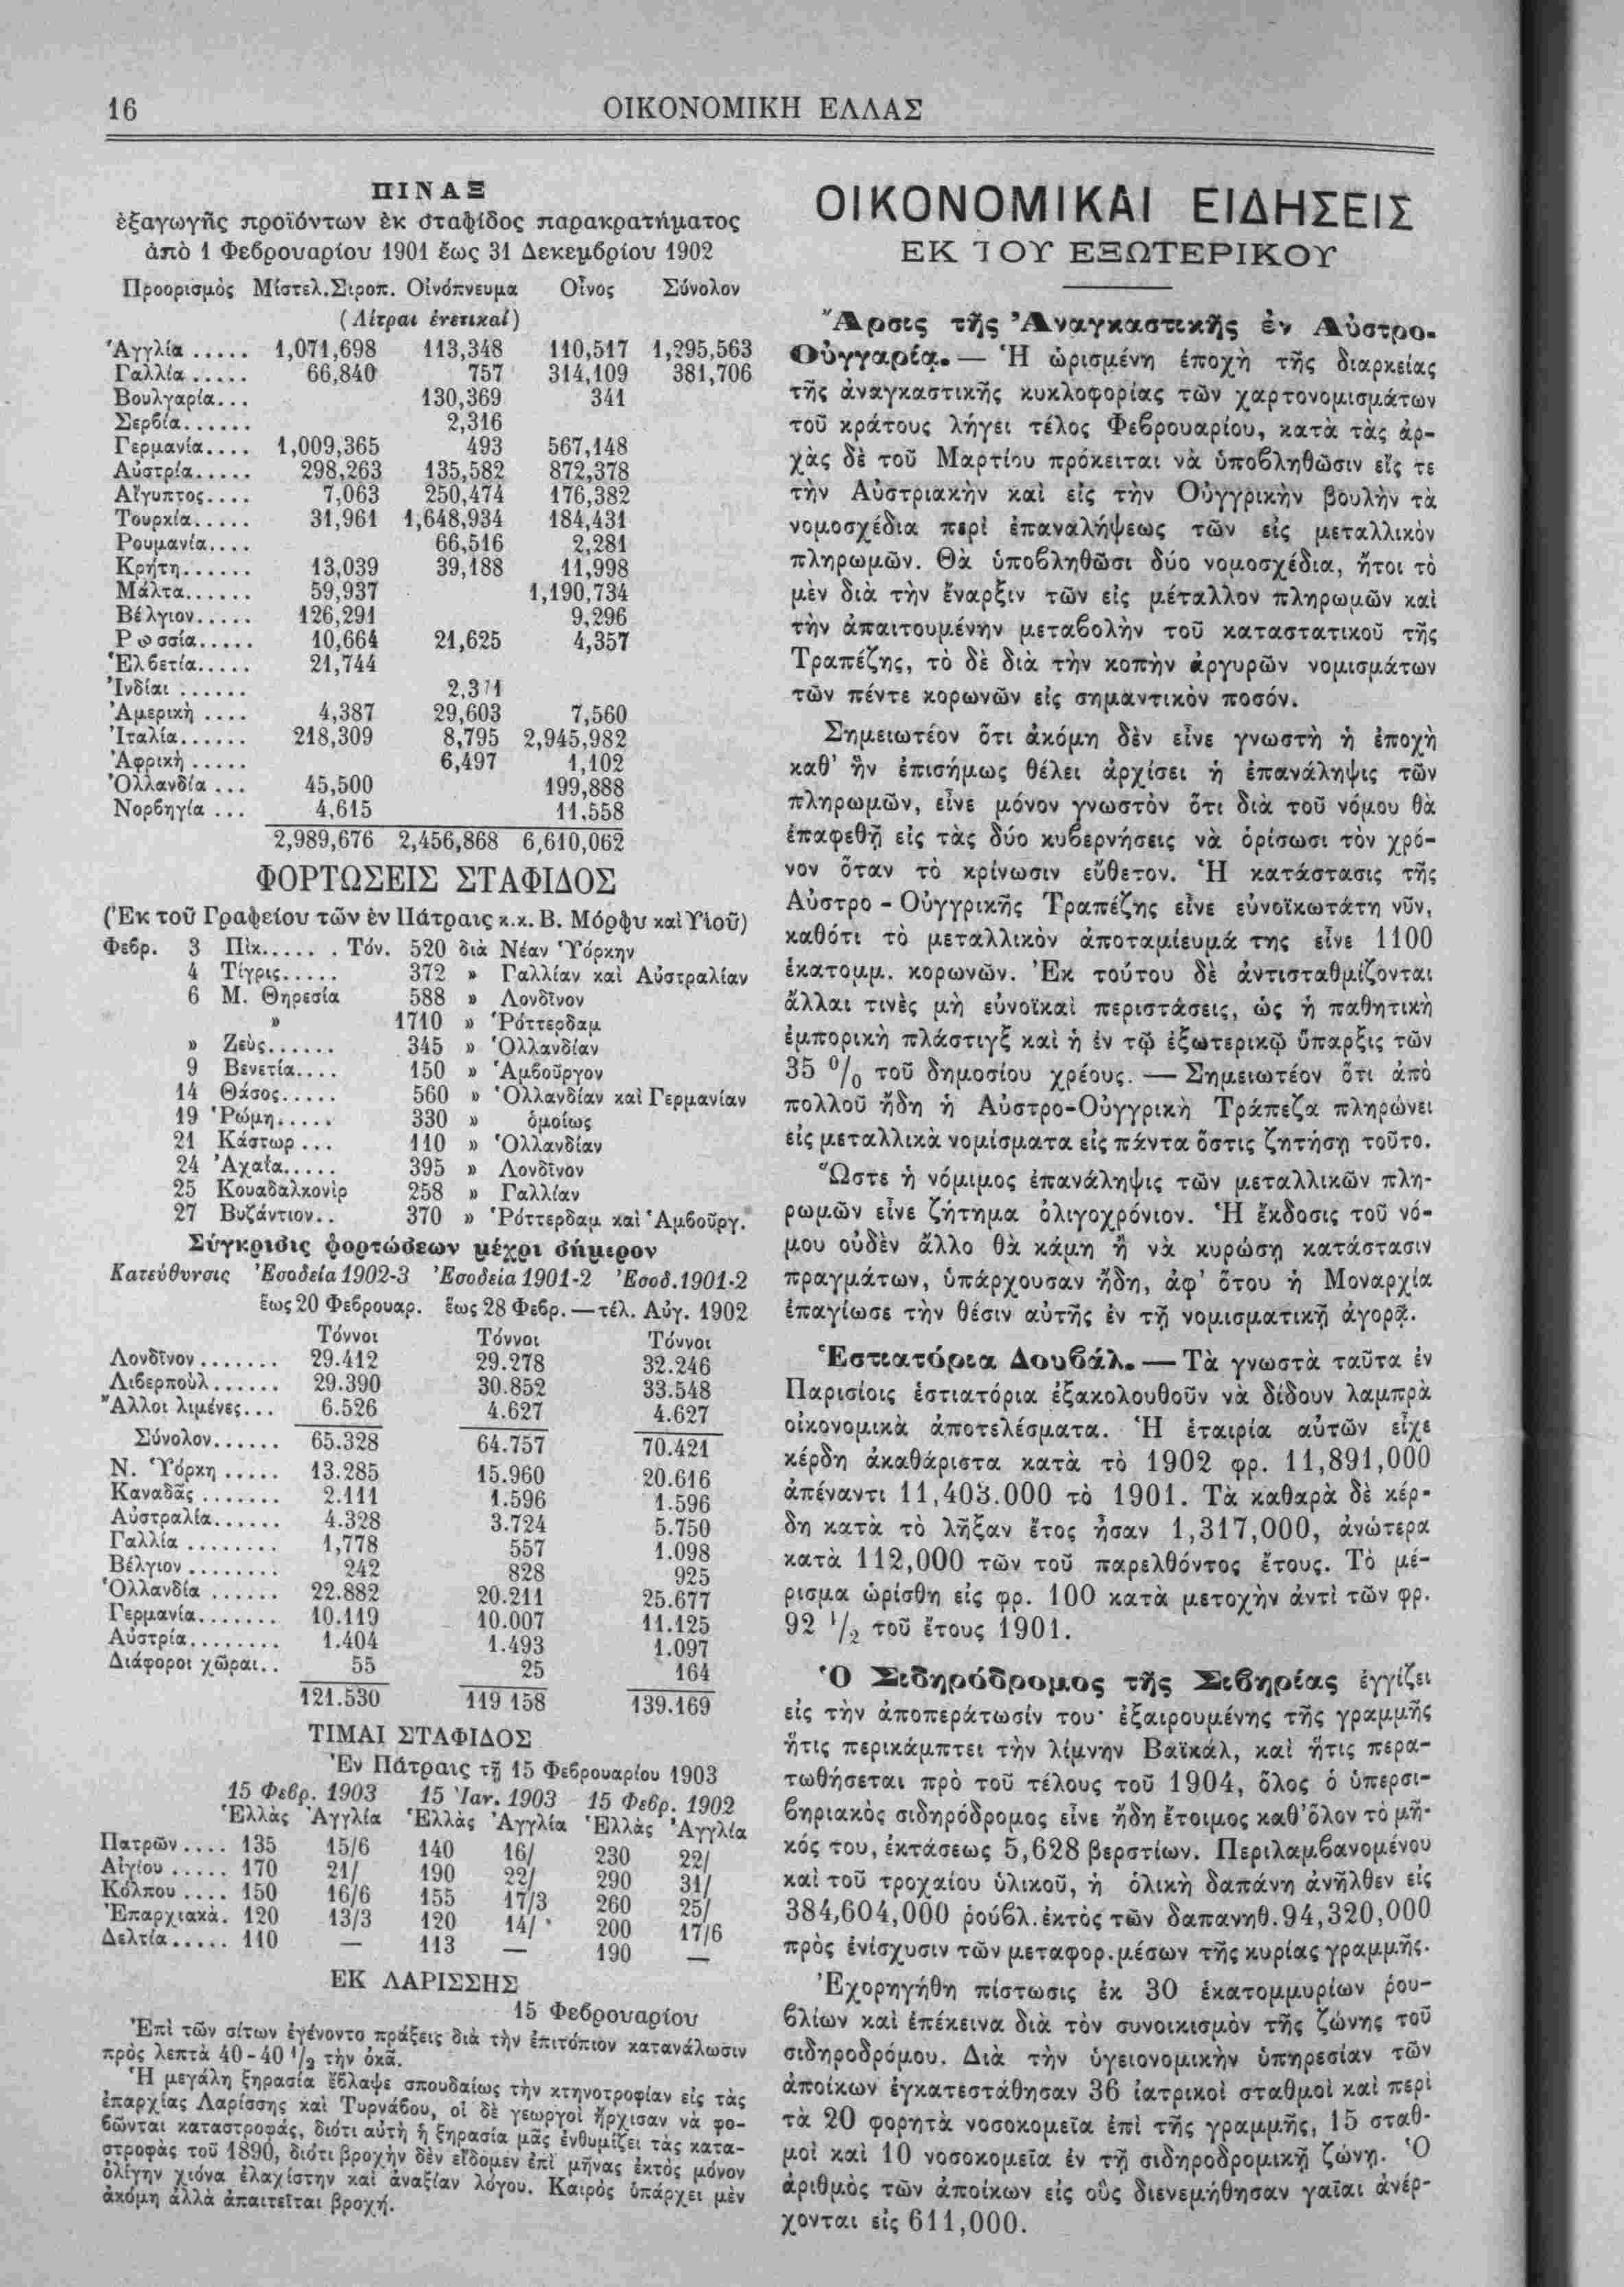 16
ΟΙΚΟΝΟΜΙΚΗ ΕΛΛΑΣ
ΠΙΝΑΞ
ἐξαγωγῆς προϊόντων ἐκ σταφίδος παρακρατήματος
ἀπὸ 1 Φεβρουαρίου 1901 ἕως 31 Δεκεμβρίου 1902
Προορισμὸς Μίστελ.Σιροπ. Οἰνόπνευμα Οἶνος Σύνολον
(Λίτραι ἑνετικαί)
Ἀγγλία ..... 1,071,698 113,348 110,517 1,295,563
Γαλλία ..... 66,840 757 314,109 381,706
Βουλγαρία... 130,369 341
Σερβία...... 2,316
Γερμανία.... 1,009,365 493 567,148
Αὐστρία..... 298,263 135,582 872,378
Αἴγυπτος.... 7,063 250,474 176,382
Τουρκία..... 31,961 1,648,934 184,431
Ρουμανία.... 66,516 2,281
Κρήτη...... 13,039 39,188 11,998
Μάλτα...... 59,937 1,190,734
Βέλγιον..... 126,291 9,296
Ρωσσία..... 10,664 21,625 4,357
Ἑλβετία..... 21,744
Ἰνδίαι ...... 2,371
Ἀμερικὴ .... 4,387 29,603 7,560
Ἰταλία...... 218,309 8,795 2,945,982
Ἀφρικὴ ..... 6,497 1,102
Ὁλλανδία ... 45,500 199,888
Νορβηγία ... 4,615 11.558
2,989,676 2,456,868 6,610,062
ΦΟΡΤΩΣΕΙΣ ΣΤΑΦΙΔΟΣ
(Ἐκ τοῦ Γραφείου τῶν ἐν Πάτραις κ.κ. Β. Μόρφυ καὶ Υἱοῦ)
Φεβρ. 3 Πὶκ..... . Τόν. 520 διὰ Νέαν Ὑόρκην
4 Τίγρις..... 372 » Γαλλίαν καὶ Αὐστραλίαν
6 Μ. Θηρεσία 588 » Λονδῖνον
» 1710 » Ῥόττερδαμ
» Ζεὺς...... 345 » Ὁλλανδίαν
9 Βενετία.... 150 » Ἀμβοῦργον
14 Θάσος..... 560 » Ὁλλανδίαν καὶ Γερμανίαν
19 Ῥώμη..... 330 » ὁμοίως
21 Κάστωρ ... 110 » Ὁλλανδίαν
24 Ἀχαΐα..... 395 » Λονδῖνον
25 Κουαδαλκονὶρ 258 » Γαλλίαν
27 Βυζάντιον.. 370 » Ῥόττερδαμ καὶ Ἀμβοῦργ.
Σύγκρισις φορτώσεων μέχρι σήμερον
Κατεύθυνσις Ἐσοδεία 1902-3 Ἐσοδεία 1901-2 Ἐσοδ.1901-2
ἕως 20 Φεβρουαρ. ἕως 28 Φεβρ.—τέλ. Αὐγ. 1902
Τόννοι Τόννοι Τόννοι
Λονδῖνον ....... 29.412 29.278 32.246
Λιβερποὺλ...... 29.390 30.852 33.548
Ἄλλοι λιμένες... 6.526 4.627 4.627
Σύνολον...... 65.328 64.757 70.421
Ν. Ὑόρκη ..... 13.285 15.960 20.616
Καναδᾶς ....... 2.111 1.596 1.596
Αὐστραλία...... 4.328 3.724 5.750
Γαλλία ........ 1,778 557 1.098
Βέλγιον ........ 242 828 925
Ὁλλανδία ...... 22.882 20.211 25.677
Γερμανία....... 10.119 10.007 11.125
Αὐστρία........ 1.404 1.493 1.097
Διάφοροι χῶραι.. 55 25 164
121.530 119 158 139.169
ΤΙΜΑΙ ΣΤΑΦΙΔΟΣ
Ἐν Πάτραις τῇ 15 Φεβρουαρίου 1903
15 Φεβρ. 1903 15 Ἰαν. 1903 15 Φεβρ. 1902
Ἑλλὰς Ἀγγλία Ἑλλὰς Ἀγγλία Ἑλλὰς Ἀγγλία
Πατρῶν.... 135 15/6 140 16/ 230 22/
Αἰγίου ..... 170 21/ 190 22/ 290 31/
Κόλπου .... 150 16/6 155 17/3 260 25/
Ἐπαρχιακὰ. 120 13/3 120 14/ 200 17/6
Δελτία..... 110 — 113 — 190 —
ΕΚ ΛΑΡΙΣΣΗΣ
15 Φεβρουαρίου
Ἐπὶ τῶν σίτων ἐγένοντο πράξεις διὰ τὴν ἐπιτόπιον κατανάλωσιν
πρὸς λεπτὰ 40-40 1/2 τὴν ὀκᾶ.
Ἡ μεγάλη ξηρασία ἔβλαψε σπουδαίως τὴν κτηνοτροφίαν εἰς τὰς
ἐπαρχίας Λαρίσσης καὶ Τυρνάβου, οἱ δὲ γεωργοὶ ἤρχισαν νὰ φο-
βῶνται καταστροφάς, διότι αὐτὴ ἡ ξηρασία μᾶς ἐνθυμίζει τὰς κατα-
στροφὰς τοῦ 1890, διότι βροχὴν δὲν εἴδομεν ἐπὶ μῆνας ἐκτὸς μόνον
ὀλίγην χιόνα ἐλαχίστην καὶ ἀναξίαν λόγου. Καιρὸς ὑπάρχει μὲν
ἀκόμη ἀλλὰ ἀπαιτεῖται βροχή.
ΟΙΚΟΝΟΜΙΚΑΙ ΕΙΔΗΣΕΙΣ
ΕΚ ΤΟΥ ΕΞΩΤΕΡΙΚΟΥ
Ἄρσις τῆς Ἀναγκαστικῆς ἐν Αὐστρο-
Οὑγγαρίᾳ.— Ἡ ὡρισμένη ἐποχὴ τῆς διαρκείας
τῆς ἀναγκαστικῆς κυκλοφορίας τῶν χαρτονομισμάτων
τοῦ κράτους λήγει τέλος Φεβρουαρίου, κατὰ τὰς ἀρ-
χὰς δὲ τοῦ Μαρτίου πρόκειται νὰ ὑποβληθῶσιν εἴς τε
τὴν Αὐστριακὴν καὶ εἰς τὴν Οὑγγρικὴν βουλὴν τὰ
νομοσχέδια περὶ ἐπαναλήψεως τῶν εἰς μεταλλικὸν
πληρωμῶν. Θὰ ὑποβληθῶσι δύο νομοσχέδια, ἤτοι τὸ
μὲν διὰ τὴν ἔναρξιν τῶν εἰς μέταλλον πληρωμῶν καὶ
τὴν ἀπαιτουμένην μεταβολὴν τοῦ καταστατικοῦ τῆς
Τραπέζης, τὸ δὲ διὰ τὴν κοπὴν ἀργυρῶν νομισμάτων
τῶν πέντε κορωνῶν εἰς σημαντικὸν ποσόν.
Σημειωτέον ὅτι ἀκόμη δὲν εἶνε γνωστὴ ἡ ἐποχὴ
καθ' ἣν ἐπισήμως θέλει ἀρχίσει ἡ ἐπανάληψις τῶν
πληρωμῶν, εἶνε μόνον γνωστὸν ὅτι διὰ τοῦ νόμου θὰ
ἐπαφεθῇ εἰς τὰς δύο κυβερνήσεις νὰ ὁρίσωσι τὸν χρό-
νον ὅταν τὸ κρίνωσιν εὔθετον. Ἡ κατάστασις τῆς
Αὐστρο - Οὑγγρικῆς Τραπέζης εἶνε εὐνοϊκωτάτη νῦν,
καθότι τὸ μεταλλικὸν ἀποταμίευμά της εἶνε 1100
ἑκατομμ. κορωνῶν. Ἐκ τούτου δὲ ἀντισταθμίζονται
ἄλλαι τινὲς μὴ εὐνοϊκαὶ περιστάσεις, ὡς ἡ παθητικὴ
ἐμπορικὴ πλάστιγξ καὶ ἡ ἐν τῷ ἐξωτερικῷ ὕπαρξις τῶν
35 0/0 τοῦ δημοσίου χρέους. — Σημειωτέον ὅτι ἀπὸ
πολλοῦ ἤδη ἡ Αὐστρο-Οὑγγρικὴ Τράπεζα πληρώνει
εἰς μεταλλικὰ νομίσματα εἰς πάντα ὅστις ζητήσῃ τοῦτο.
Ὥστε ἡ νόμιμος ἐπανάληψις τῶν μεταλλικῶν πλη-
ρωμῶν εἶνε ζήτημα ὀλιγοχρόνιον. Ἡ ἔκδοσις τοῦ νό-
μου οὐδὲν ἄλλο θὰ κάμῃ ἢ νὰ κυρώσῃ κατάστασιν
πραγμάτων, ὑπάρχουσαν ἤδη, ἀφ' ὅτου ἡ Μοναρχία
ἐπαγίωσε τὴν θέσιν αὐτῆς ἐν τῇ νομισματικῇ ἀγορᾷ.
Ἑστιατόρια Δουβάλ.—Τὰ γνωστὰ ταῦτα ἐν
Παρισίοις ἑστιατόρια ἐξακολουθοῦν νὰ δίδουν λαμπρὰ
οἰκονομικὰ ἀποτελέσματα. Ἡ ἑταιρία αὐτῶν εἶχε
κέρδη ἀκαθάριστα κατὰ τὸ 1902 φρ. 11,891,000
ἀπέναντι 11,403.000 τὸ 1901. Τὰ καθαρὰ δὲ κέρ-
δη κατὰ τὸ λῆξαν ἔτος ἦσαν 1,317,000, ἀνώτερα
κατὰ 112,000 τῶν τοῦ παρελθόντος ἔτους. Τὸ μέ-
ρισμα ὡρίσθη εἰς φρ. 100 κατὰ μετοχὴν ἀντὶ τῶν φρ.
92 1/2 τοῦ ἔτους 1901.
Ὁ Σιδηρόδρομος τῆς Σιβηρίας ἐγγίζει
εἰς τὴν ἀποπεράτωσίν του· ἐξαιρουμένης τῆς γραμμῆς
ἥτις περικάμπτει τὴν λίμνην Βαϊκάλ, καὶ ἥτις περα-
τωθήσεται πρὸ τοῦ τέλους τοῦ 1904, ὅλος ὁ ὑπερσι-
βηριακὸς σιδηρόδρομος εἶνε ἤδη ἕτοιμος καθ' ὅλον τὸ μῆ-
κός του, ἐκτάσεως 5,628 βερστίων. Περιλαμβανομένου
καὶ τοῦ τροχαίου ὑλικοῦ, ἡ ὁλικὴ δαπάνη ἀνῆλθεν εἰς
384,604,000 ῥούβλ.ἐκτὸς τῶν δαπανηθ.94,320,000
πρὸς ἐνίσχυσιν τῶν μεταφορ.μέσων τῆς κυρίας γραμμῆς.
Ἐχορηγήθη πίστωσις ἐκ 30 ἑκατομμυρίων ῥου-
βλίων καὶ ἐπέκεινα διὰ τὸν συνοικισμὸν τῆς ζώνης τοῦ
σιδηροδρόμου. Διὰ τὴν ὑγειονομικὴν ὑπηρεσίαν τῶν
ἀποίκων ἐγκατεστάθησαν 36 ἰατρικοὶ σταθμοὶ καὶ περὶ
τὰ 20 φορητὰ νοσοκομεῖα ἐπὶ τῆς γραμμῆς, 15 σταθ-
μοὶ καὶ 10 νοσοκομεῖα ἐν τῇ σιδηροδρομικῇ ζώνῃ. Ὁ
ἀριθμὸς τῶν ἀποίκων εἰς οὓς διενεμήθησαν γαῖαι ἀνέρ-
χονται εἰς 611,000.